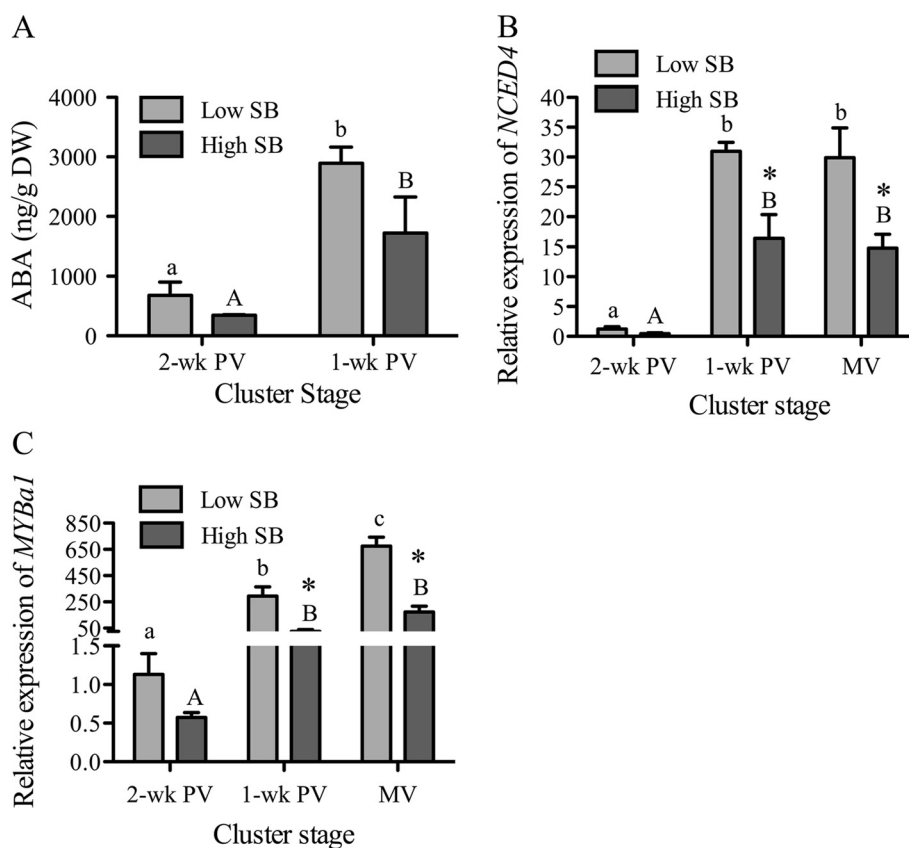 A
ABA (ng/g DW)
4000
3000
2000
1000
0
Low SB
High SB
a
A
b
B
2-wk PV
1-wk PV
Cluster Stage
B
Relative expression of NCED4
Low SB
High SB
40
35
30
25
20
15
10
5
0
a
A
b
*
B
b
*
B
2-wk PV
1-wk PV
MV
Cluster stage
C
Relative expression of MYBa1
Low SB
High SB
850
650
450
250
50
1.5
1.0
0.5
0.0
a
A
b
*
B
c
*
B
2-wk PV
1-wk PV
MV
Cluster stage